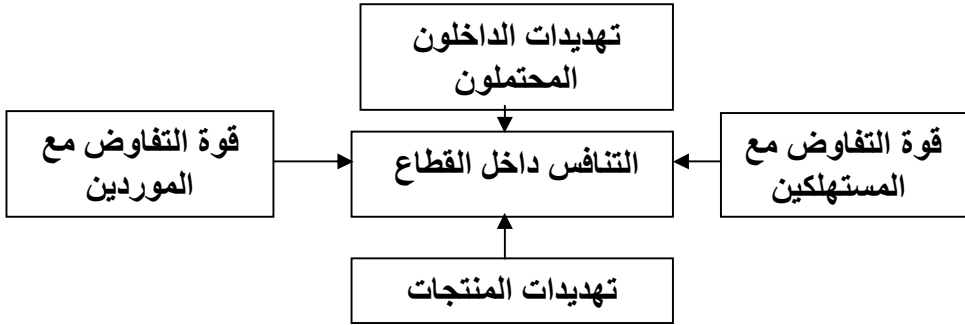 تهديدات الداخلون
المحتملون
قوة التفاوض مع
المستهلكين
التنافس داخل القطاع
قوة التفاوض مع
الموردين
تهديدات المنتجات